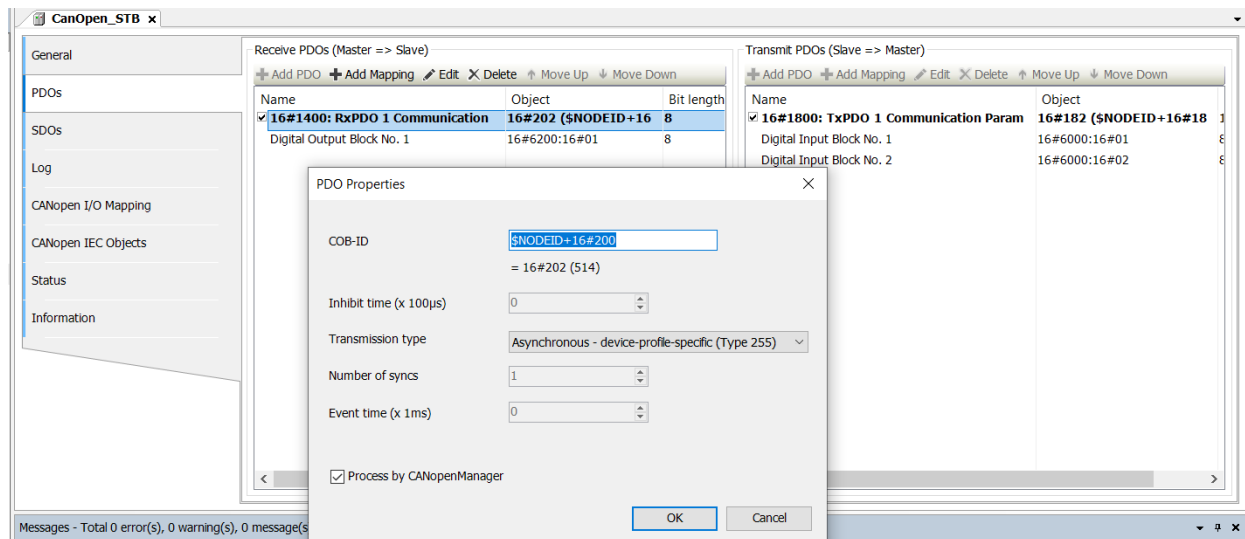 CanOpen_STB x
General
PDOs
SDOs
Log
CANopen I/O Mapping
CANopen IEC Objects
Status
Information
Receive PDOs (Master => Slave)
Add PDO Add Mapping Edit Delete Move Up Move Down
Name Object Bit length
16#1400: RxPDO 1 Communication 16#202 ($NODEID+16 8
Digital Output Block No. 1 16#6200:16#01 8
Transmit PDOs (Slave => Master)
Add PDO Add Mapping Edit Delete Move Up Move Down
Name Object
16#1800: TxPDO 1 Communication Param 16#182 ($NODEID+16#18
Digital Input Block No. 1 16#6000:16#01
Digital Input Block No. 2 16#6000:16#02
PDO Properties
COB-ID $NODEID+16#200
= 16#202 (514)
Inhibit time (x 100µs) 0
Transmission type Asynchronous - device-profile-specific (Type 255)
Number of syncs 1
Event time (x 1ms) 0
Process by CANopenManager
OK Cancel
Messages - Total 0 error(s), 0 warning(s), 0 message(s